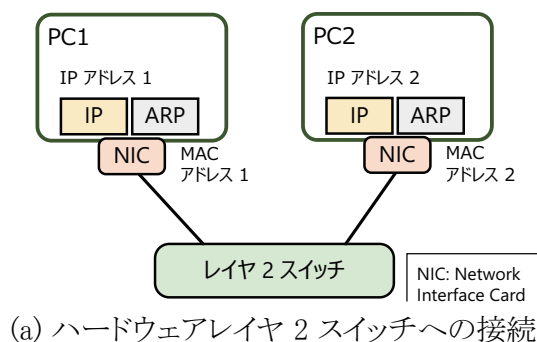 PC1
IP アドレス 1
IP
ARP
NIC
MAC
アドレス 1
PC2
IP アドレス 2
IP
ARP
NIC
MAC
アドレス 2
レイヤ 2 スイッチ
NIC: Network
Interface Card
(a) ハードウェアレイヤ 2 スイッチへの接続